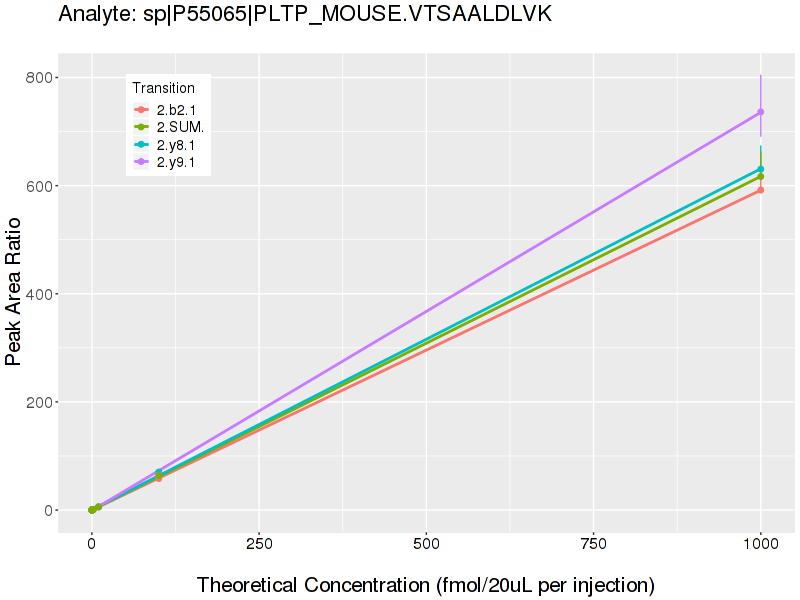 Analyte: sp|P55065|PLTP_MOUSE.VTSAALDLVK
Transition
2.b2.1
2.SUM.
2.y8.1
2.y9.1
Peak Area Ratio
800
600
400
200
0
0 250 500 750 1000
Theoretical Concentration (fmol/20uL per injection)